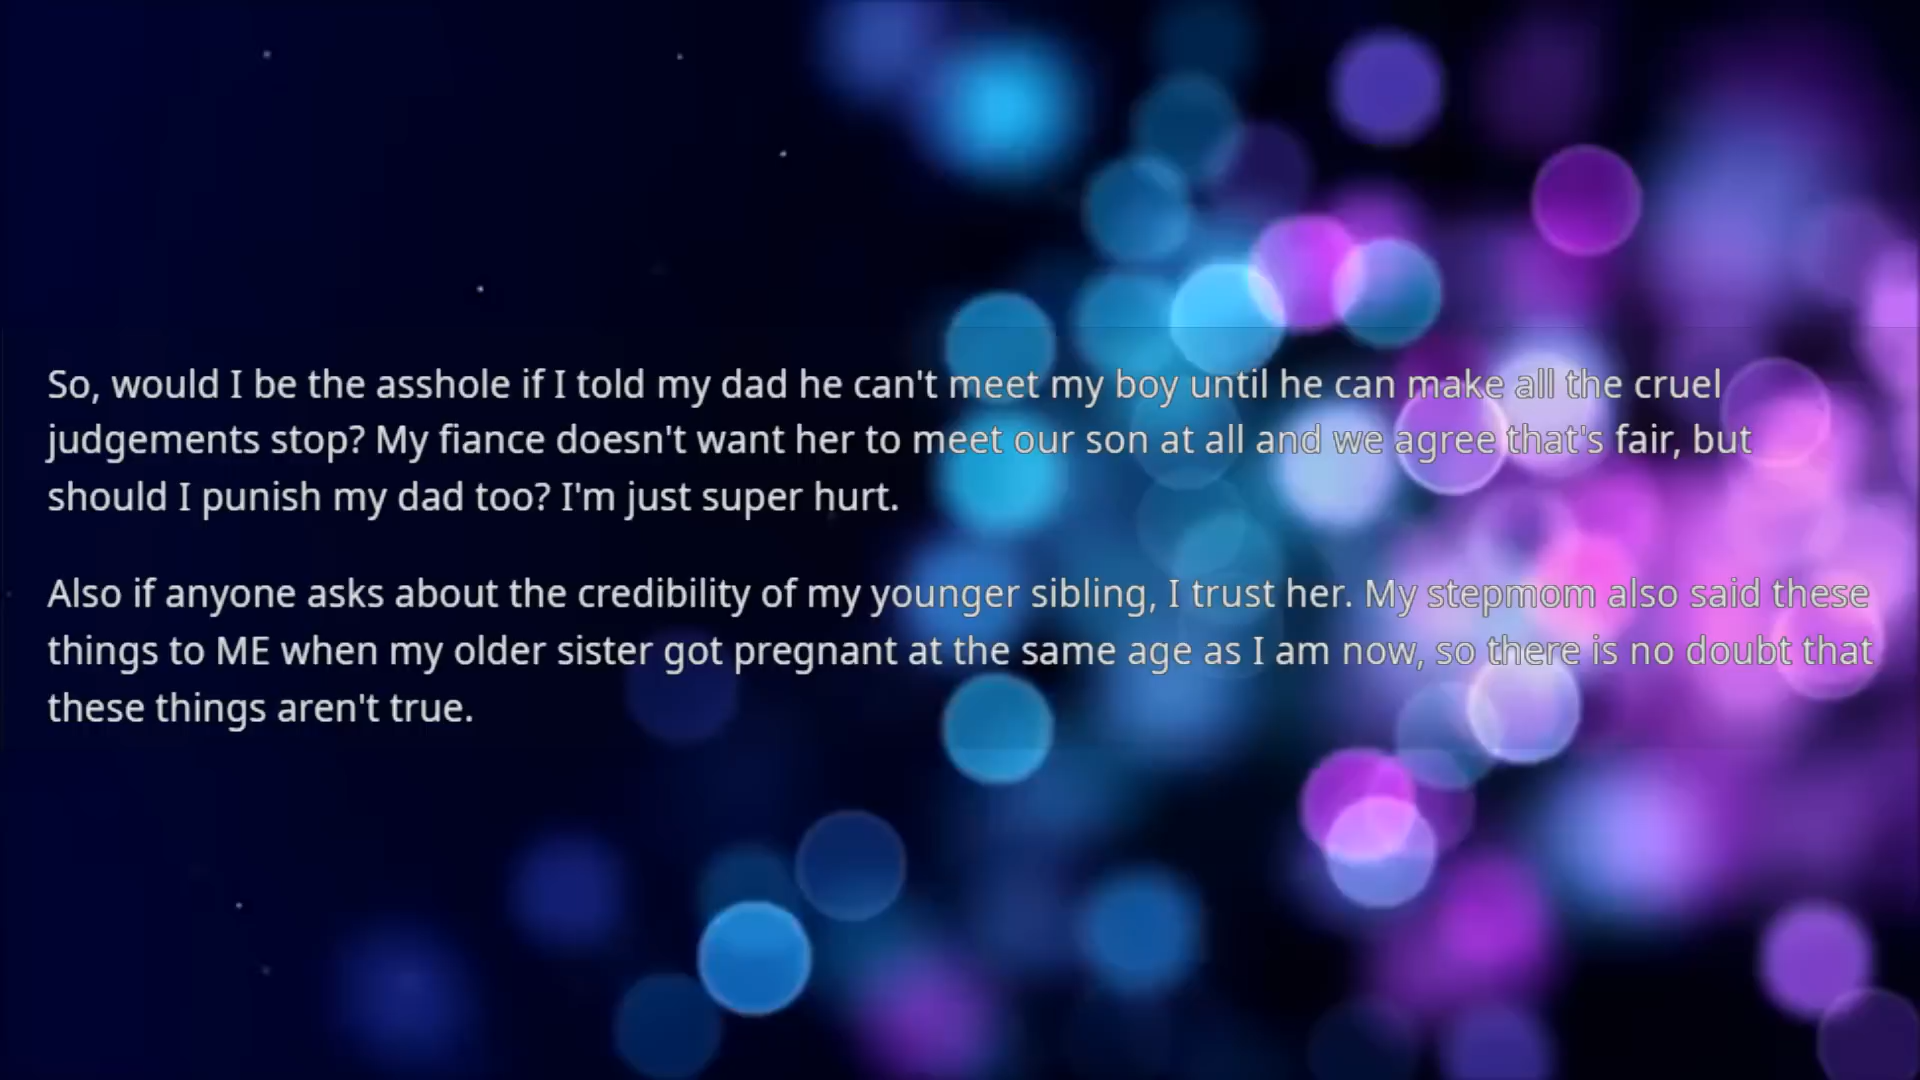 So, would I be the asshole if I told my dad he can't meet my boy until he can make all the cruel
judgements stop? My fiance doesn't want her to meet our son at all and we agree that's fair, but
should I punish my dad too? I'm just super hurt.
Also if anyone asks about the credibility of my younger sibling, I trust her. My stepmom also said these
things to ME when my older sister got pregnant at the same age as I am now, so there is no doubt that
these things aren't true.